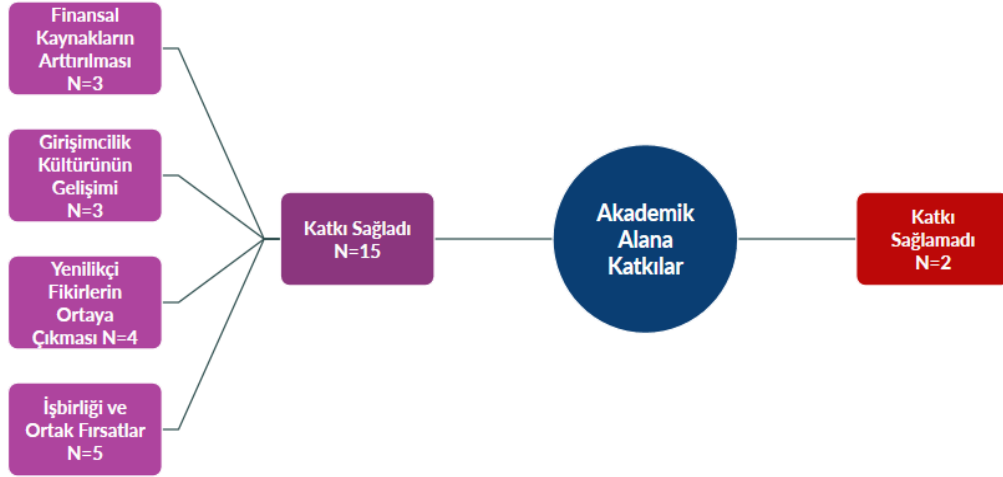 Finansal
Kaynakların
Arttırılması
N=3
Girişimcilik
Kültürünün
Gelişimi
N=3
Yenilikçi
Fikirlerin
Ortaya
Çıkması N=4
İşbirliği ve
Ortak Fırsatlar
N=5
Katkı Sağladı
N=15
Akademik
Alana
Katkılar
Katkı
Sağlamadı
N=2